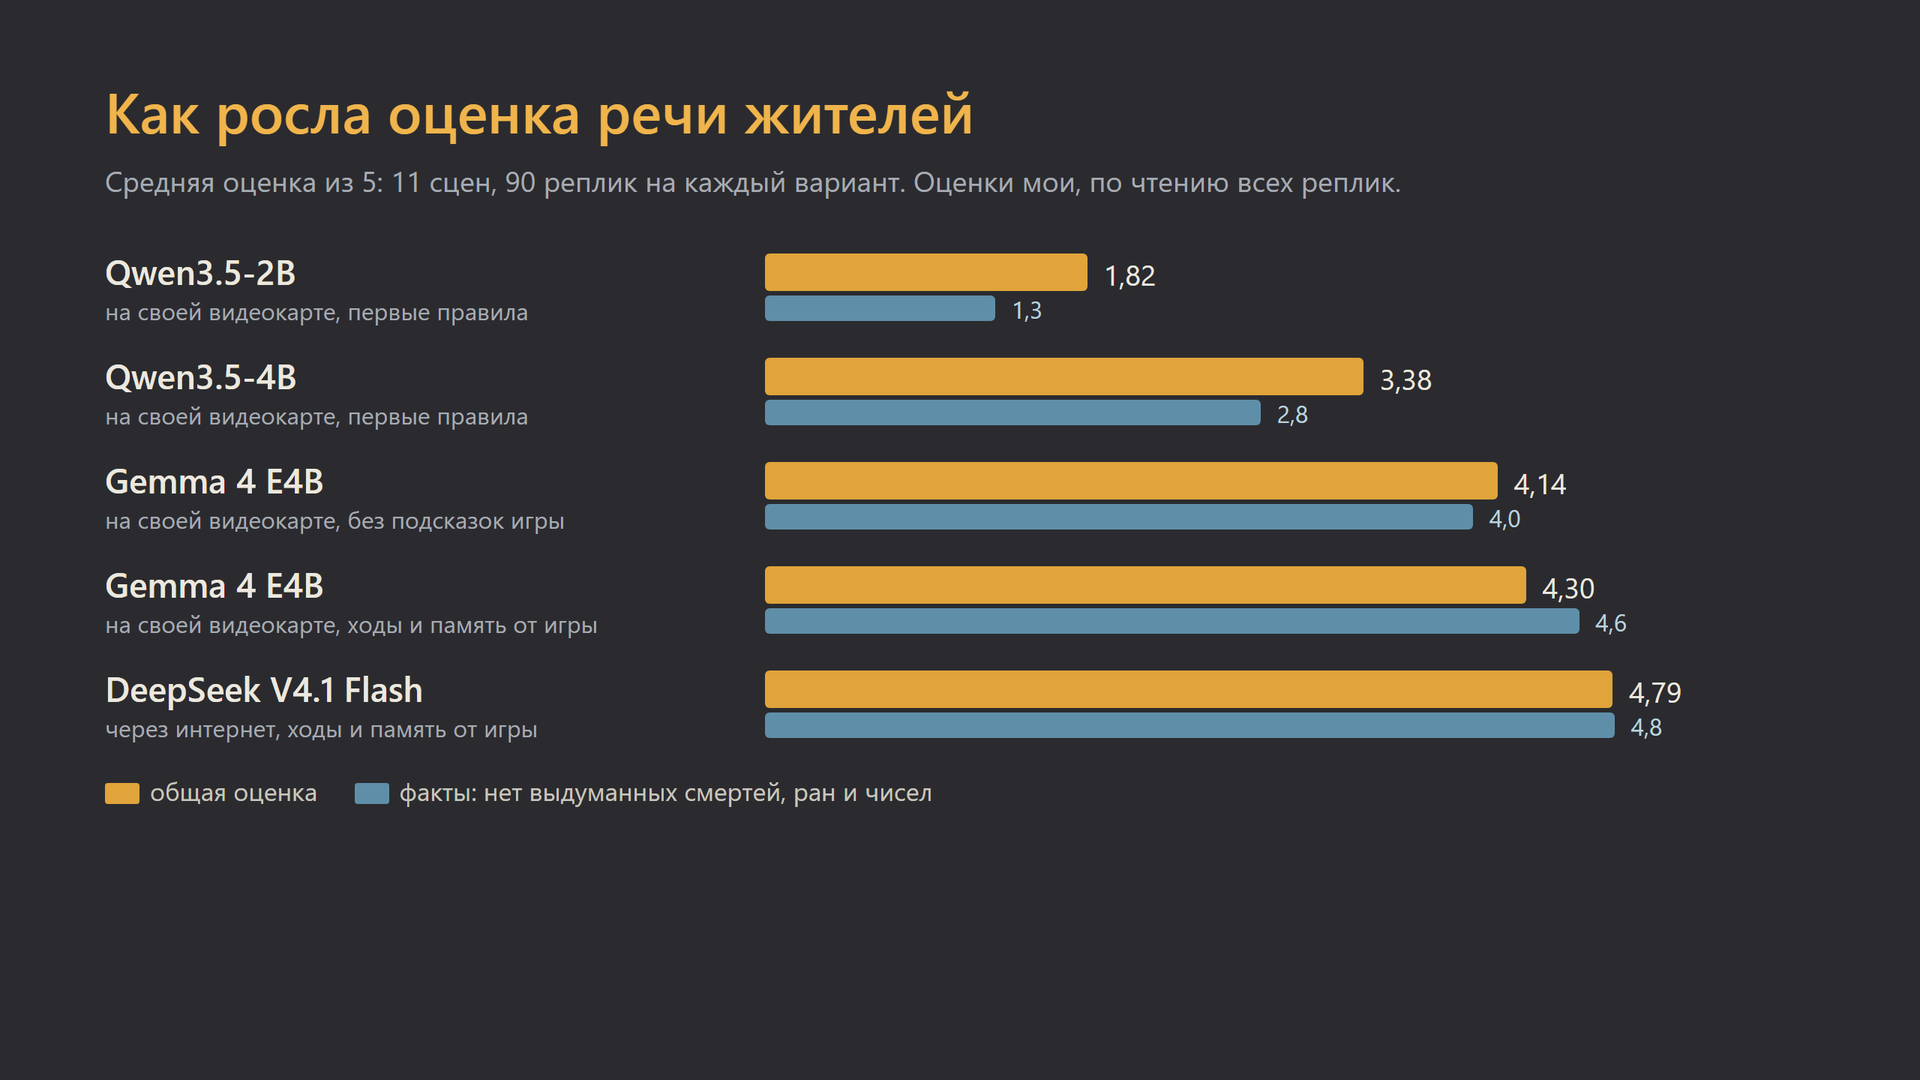 Как росла оценка речи жителей
Средняя оценка из 5: 11 сцен, 90 реплик на каждый вариант. Оценки мои, по чтению всех реплик.
Qwen3.5-2B
1,82
на своей видеокарте, первые правила
1,3
Qwen3.5-4B
3,38
на своей видеокарте, первые правила
2,8
Gemma 4 E4B
4,14
на своей видеокарте, без подсказок игры
4,0
Gemma 4 E4B
4,30
на своей видеокарте, ходы и память от игры
4,6
DeepSeek V4.1 Flash
4,79
через интернет, ходы и память от игры
4,8
общая оценка
факты: нет выдуманных смертей, ран и чисел